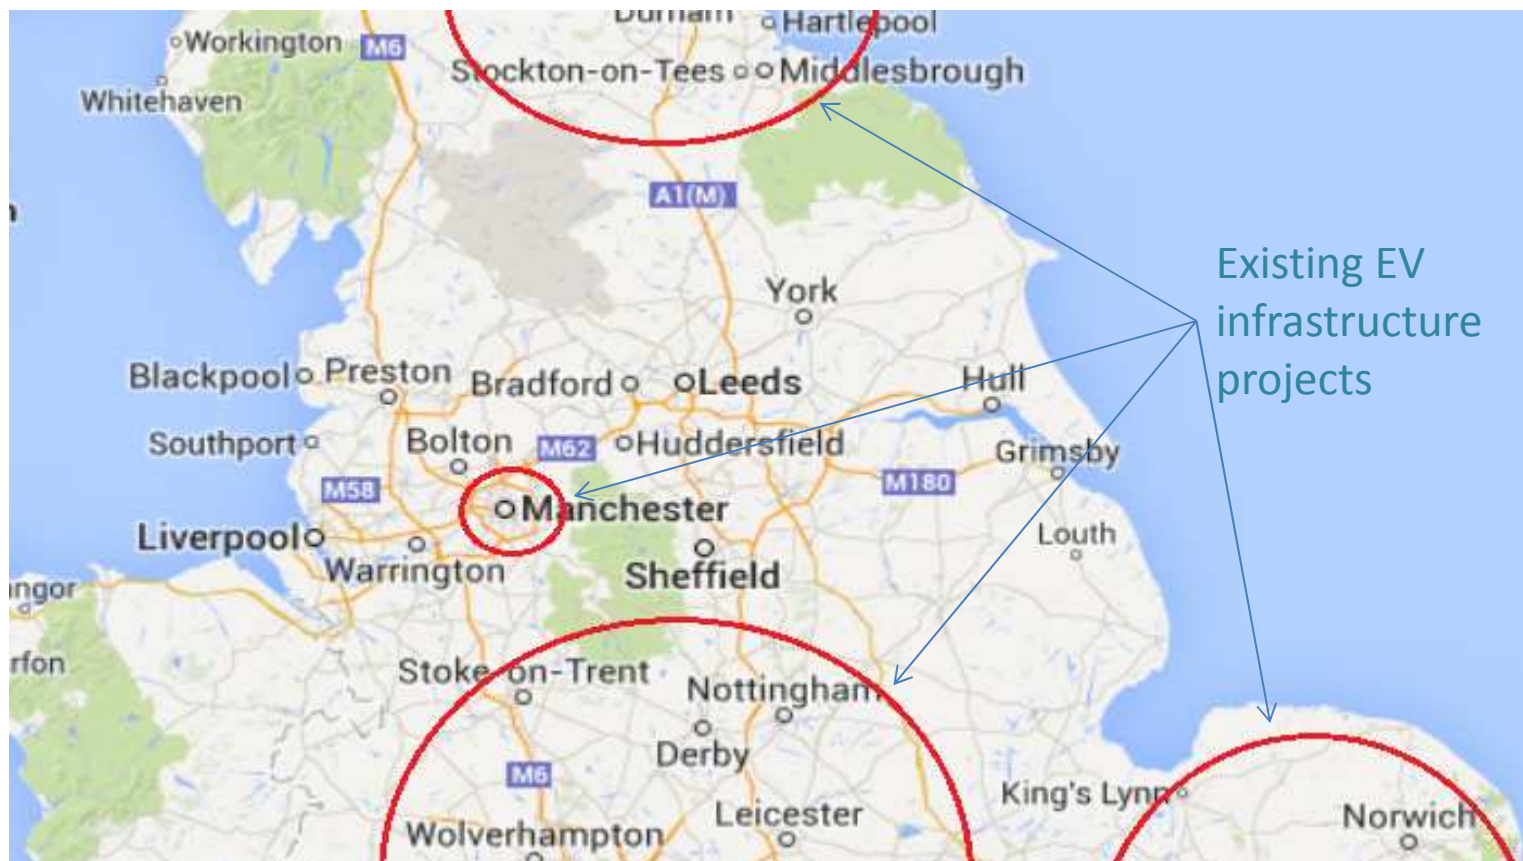 Durham
Hartlepool
Workington
M6
Stockton-on-Tees
Middlesbrough
Whitehaven
A1(M)
Existing EV
infrastructure
projects
York
Blackpool
Preston
Bradford
Leeds
Hull
Southport
Bolton
M62
Huddersfield
Grimsby
M58
M180
Manchester
Liverpool
Louth
Warrington
Sheffield
ngor
rfon
Stoke-on-Trent
Nottingham
Derby
M6
King's Lynn
Leicester
Norwich
Wolverhampton